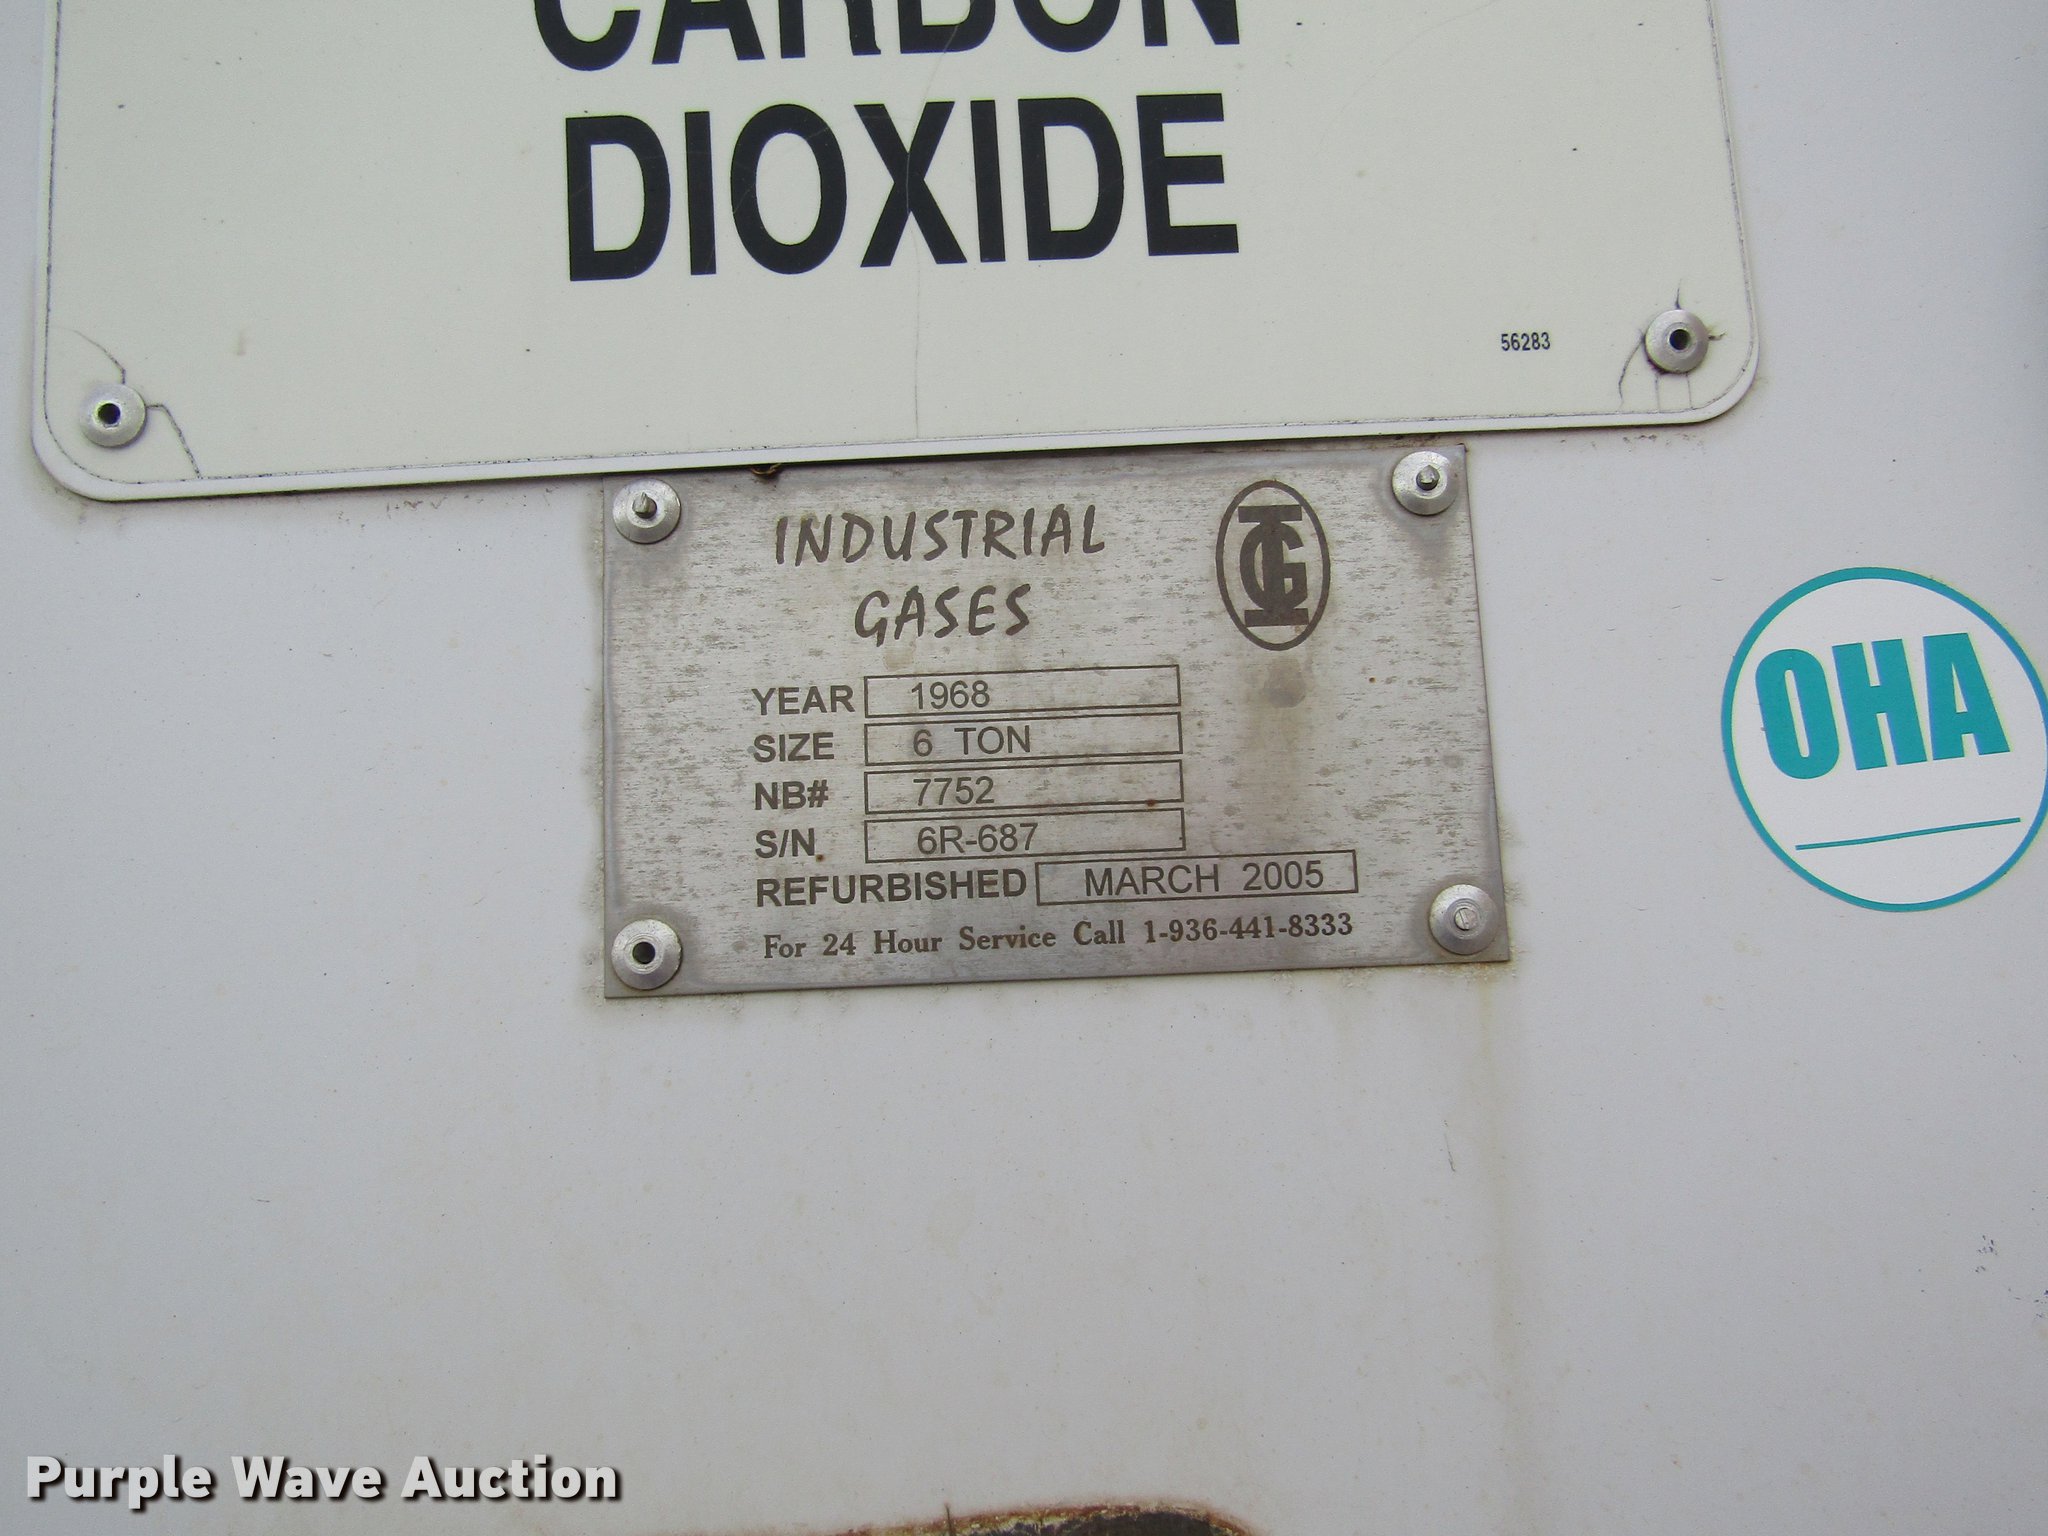 CARBON
DIOXIDE
56283
INDUSTRIAL
GASES
IG
YEAR 1968
SIZE 6 TON
NB# 7752
S/N 6R-687
REFURBISHED MARCH 2005
For 24 Hour Service Call 1-936-441-8333
OHA
Purple Wave Auction